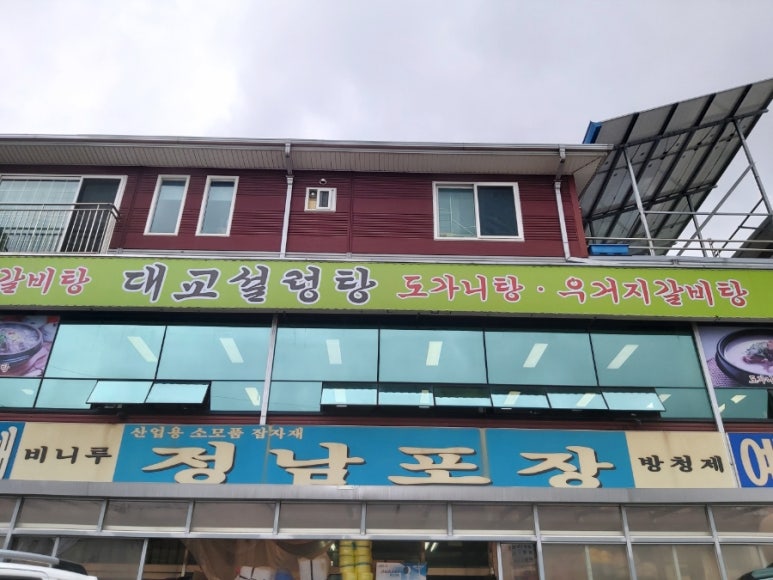 갈비탕 대교설렁탕 도가니탕 · 우거지갈비탕
산업용 소모품 잡자재
비니루 정남포장 방청제 예